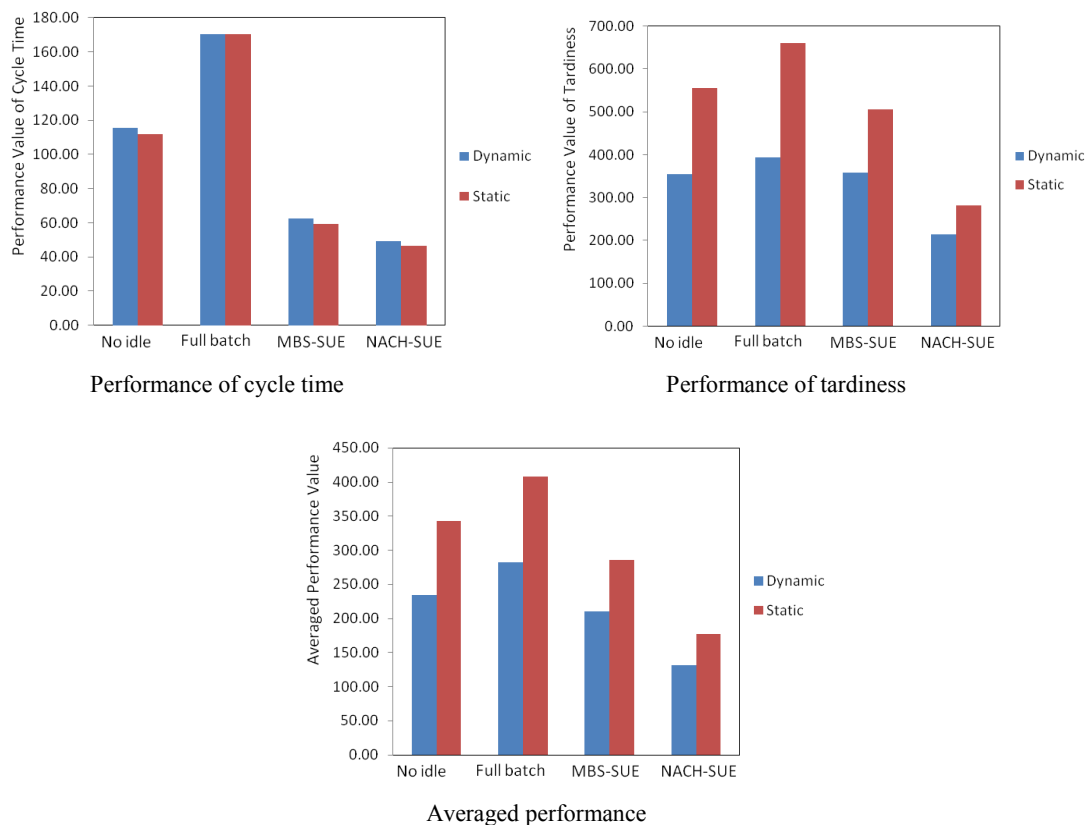 Performance Value of Cycle Time
180.00
160.00
140.00
120.00
100.00
80.00
60.00
40.00
20.00
0.00
No idle Full batch MBS-SUE NACH-SUE
Dynamic
Static
Performance of cycle time
Performance Value of Tardiness
700.00
600.00
500.00
400.00
300.00
200.00
100.00
0.00
No idle Full batch MBS-SUE NACH-SUE
Dynamic
Static
Performance of tardiness
Averaged Performance Value
450.00
400.00
350.00
300.00
250.00
200.00
150.00
100.00
50.00
0.00
No idle Full batch MBS-SUE NACH-SUE
Dynamic
Static
Averaged performance